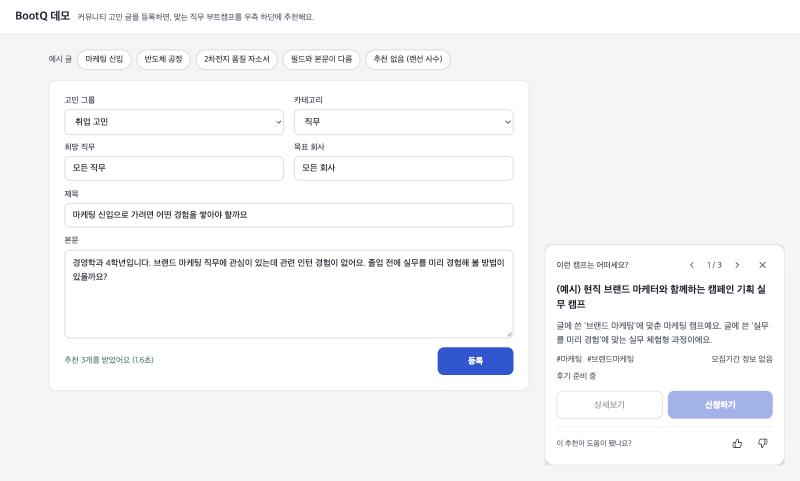 BootQ 데모 커뮤니티 고민 글을 등록하면, 맞는 직무 부트캠프를 우측 하단에 추천해요.
예시 글 마케팅 신입 반도체 공정 2차전지 품질 자소서 필드와 본문이 다름 추천 없음 (랜선 사수)
고민 그룹 카테고리
취업 고민 직무
희망 직무 목표 회사
모든 직무 모든 회사
제목
마케팅 신입으로 가려면 어떤 경험을 쌓아야 할까요
본문
경영학과 4학년입니다. 브랜드 마케팅 직무에 관심이 있는데 관련 인턴 경험이 없어요. 졸업 전에 실무를 미리 경험해 볼 방법이
있을까요?
추천 3개를 받았어요 (1.6초) 등록
이런 캠프는 어떠세요? 1 / 3
(예시) 현직 브랜드 마케터와 함께하는 캠페인 기획 실
무 캠프
글에 쓴 '브랜드 마케팅'에 맞춘 마케팅 캠프예요. 글에 쓴 '실무
를 미리 경험'에 맞는 실무 체험형 과정이에요.
#마케팅 #브랜드마케팅 모집기간 정보 없음
후기 준비 중
상세보기 신청하기
이 추천이 도움이 됐나요?